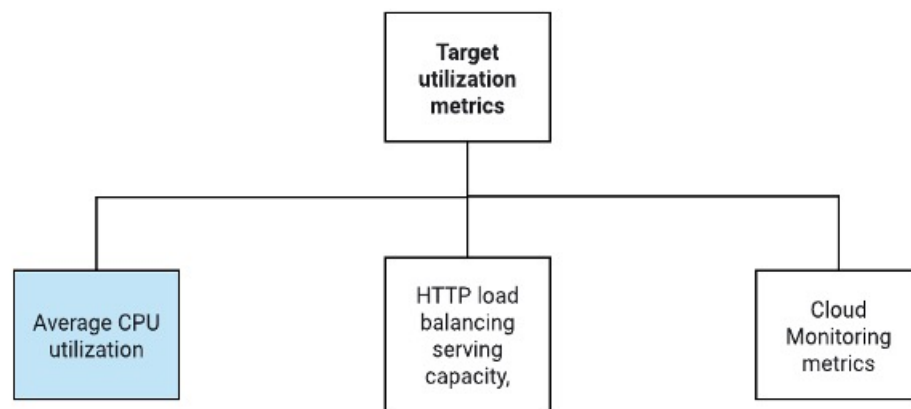 Target
utilization
metrics
Average CPU
utilization
HTTP load
balancing
serving
capacity,
Cloud
Monitoring
metrics